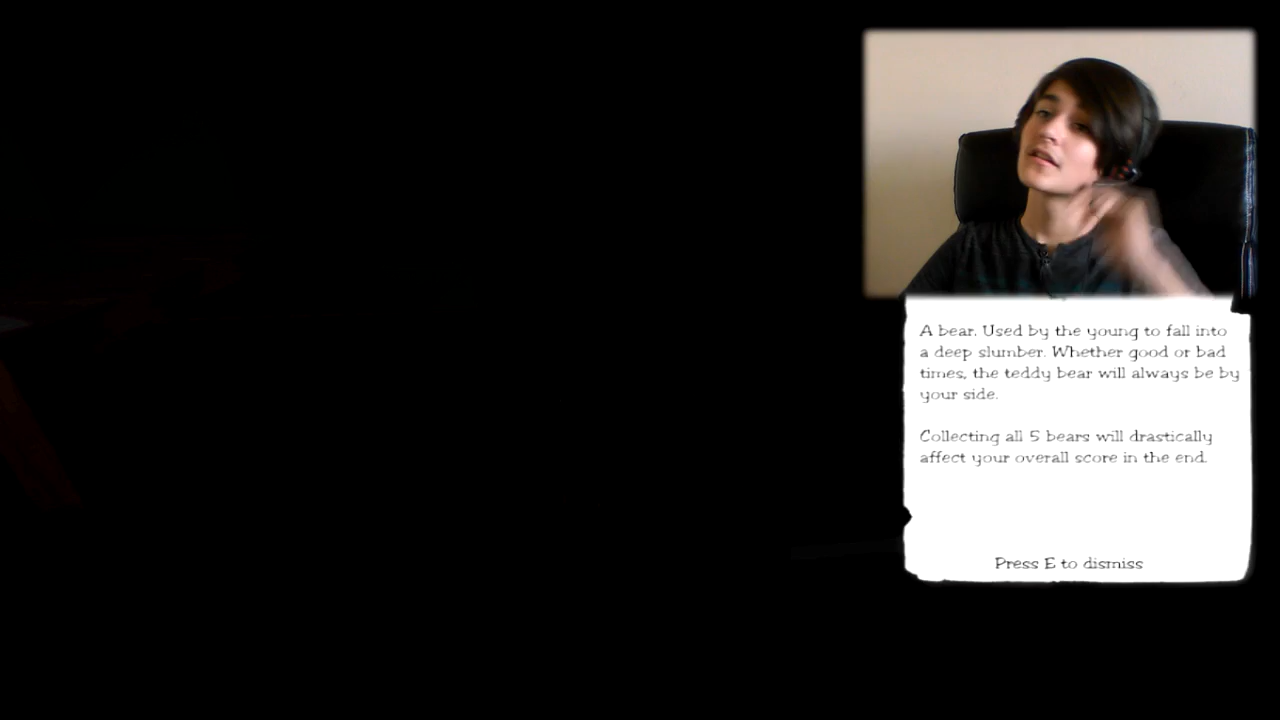 A bear. Used by the young to fall into
a deep slumber. Whether good or bad
times, the teddy bear will always be by
your side.
Collecting all 5 bears will drastically
affect your overall score in the end.
Press E to dismiss